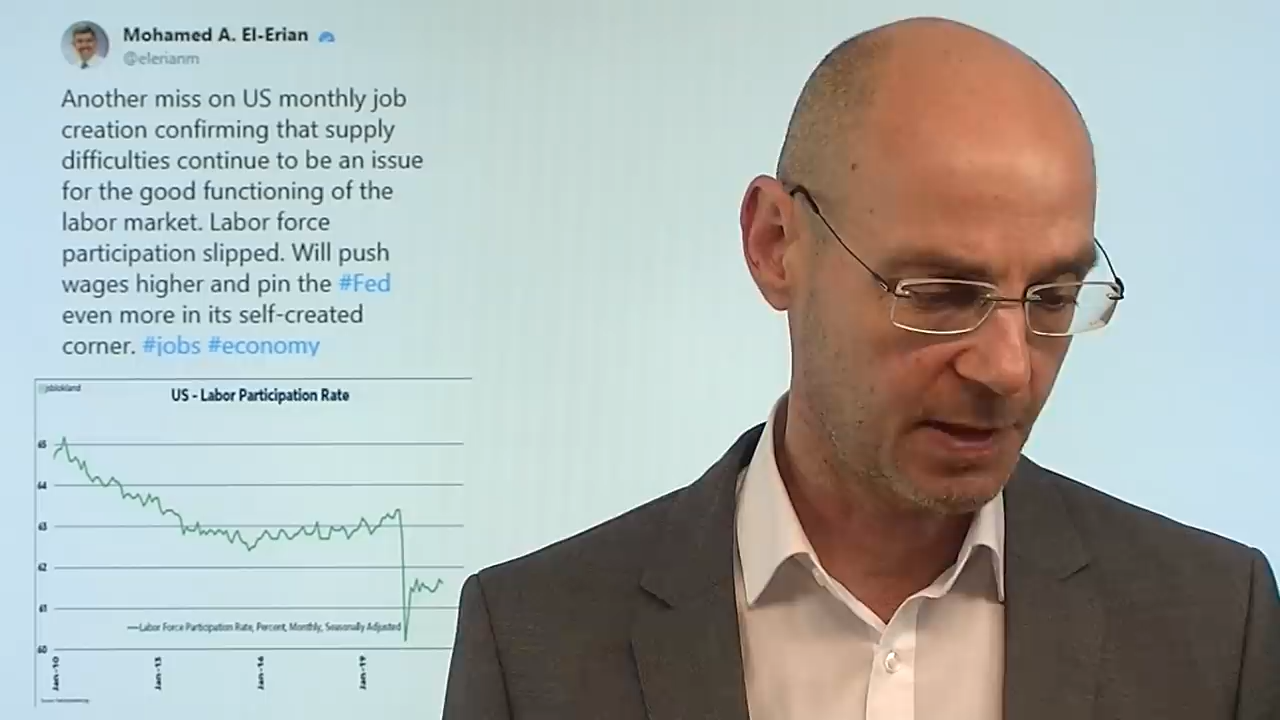 Mohamed A. El-Erian
@elerianm
Another miss on US monthly job
creation confirming that supply
difficulties continue to be an issue
for the good functioning of the
labor market. Labor force
participation slipped. Will push
wages higher and pin the #Fed
even more in its self-created
corner. #jobs #economy
@jsblokland
US - Labor Participation Rate
65
64
63
62
61
Labor Force Participation Rate, Percent, Monthly, Seasonally Adjusted
60
Jan-10
Jan-13
Jan-16
Jan-19